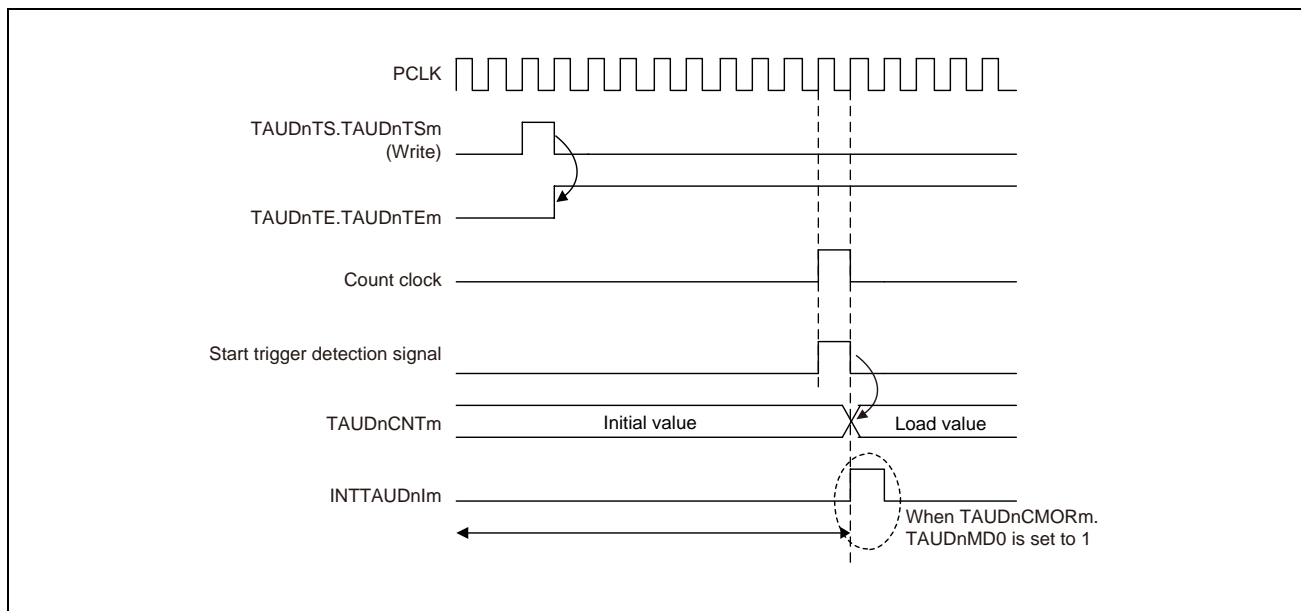 PCLK
TAUDnTS.TAUDnTSm
(Write)
TAUDnTE.TAUDnTEm
Count clock
Start trigger detection signal
TAUDnCNTm
Initial value
Load value
INTTAUDnIm
When TAUDnCMORm.
TAUDnMD0 is set to 1